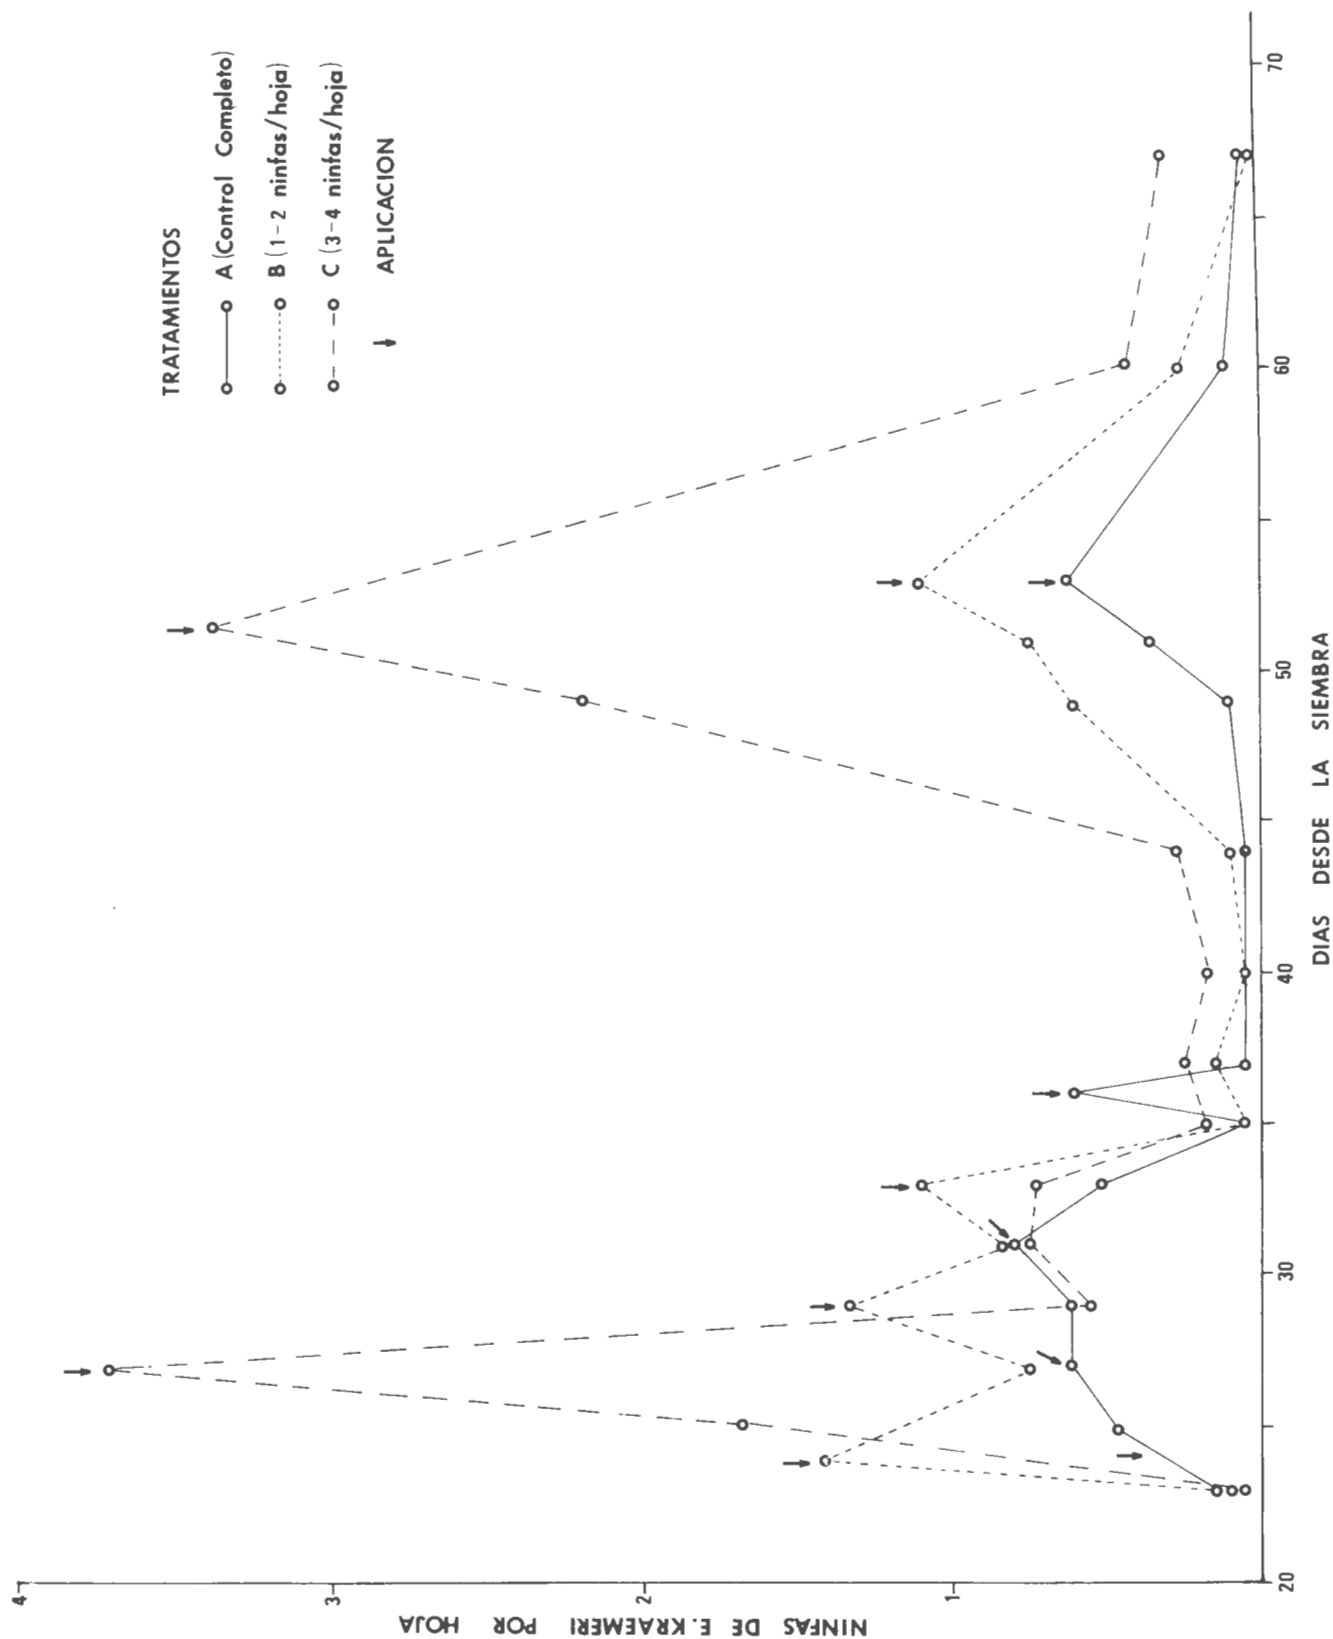 TRATAMIENTOS
A (Control Completo)
B (1-2 ninfas/hoja)
C (3-4 ninfas/hoja)
APLICACION
NINFAS DE E. KRAEMERI POR HOJA
4
3
2
1
20
30
40
50
60
70
DIAS DESDE LA SIEMBRA